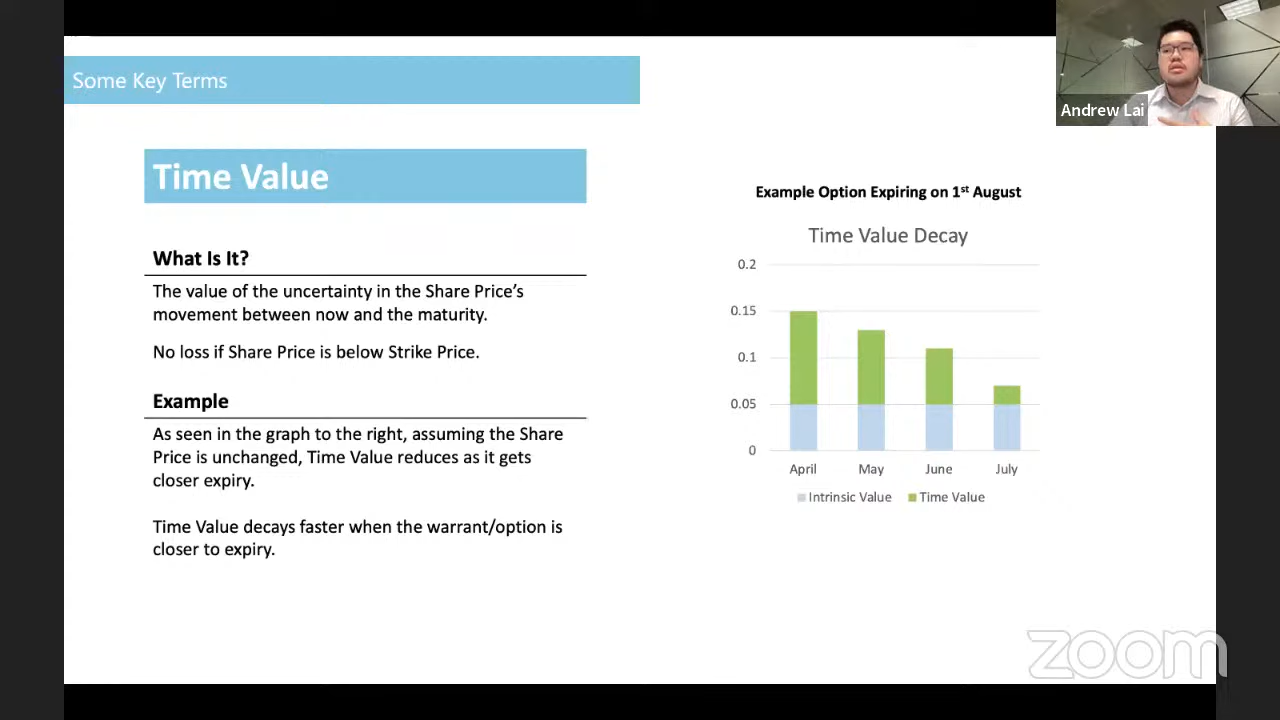 Some Key Terms
Andrew Lai
Time Value
What Is It?
The value of the uncertainty in the Share Price's
movement between now and the maturity.
No loss if Share Price is below Strike Price.
Example
As seen in the graph to the right, assuming the Share
Price is unchanged, Time Value reduces as it gets
closer expiry.
Time Value decays faster when the warrant/option is
closer to expiry.
Example Option Expiring on 1st August
Time Value Decay
0.2
0.15
0.1
0.05
0
April May June July
Intrinsic Value Time Value
zoom